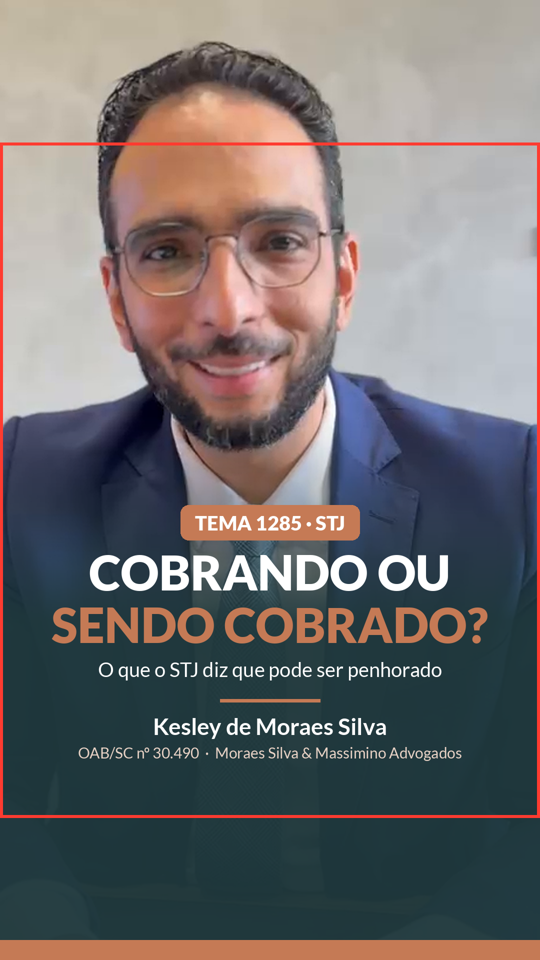 TEMA 1285 · STJ
COBRANDO OU
SENDO COBRADO?
O que o STJ diz que pode ser penhorado
Kesley de Moraes Silva
OAB/SC nº 30.490 · Moraes Silva & Massimino Advogados